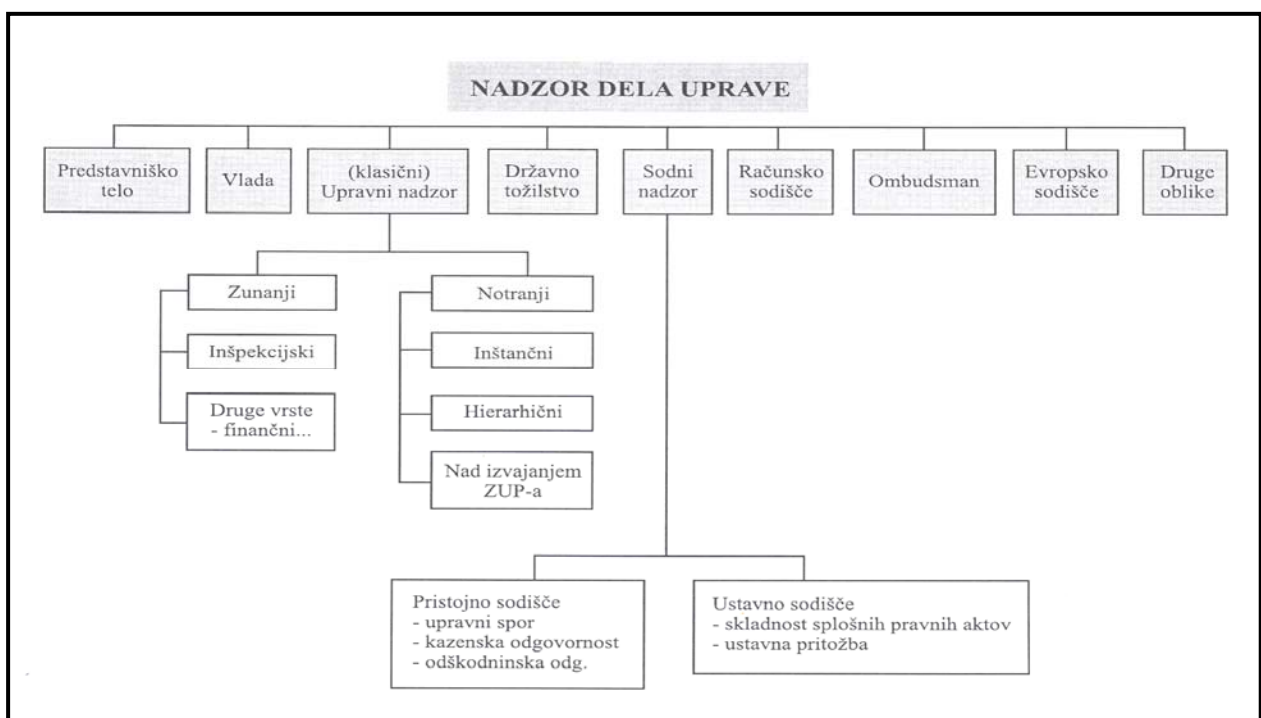 NADZOR DELA UPRAVE
Predstavniško
telo
Vlada
(klasični)
Upravni nadzor
Državno
tožilstvo
Sodni
nadzor
Računsko
sodišče
Ombudsman
Evropsko
sodišče
Druge
oblike
Zunanji
Inšpekcijski
Druge vrste
- finančni...
Notranji
Inštančni
Hierarhični
Nad izvajanjem
ZUP-a
Pristojno sodišče
- upravni spor
- kazenska odgovornost
- odškodninska odg.
Ustavno sodišče
- skladnost splošnih pravnih aktov
- ustavna pritožba